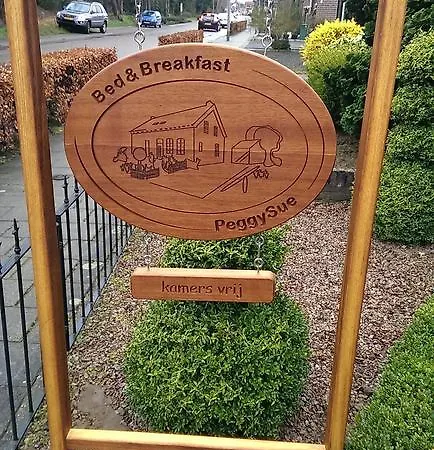 Bed & Breakfast
PeggySue
kamers vrij